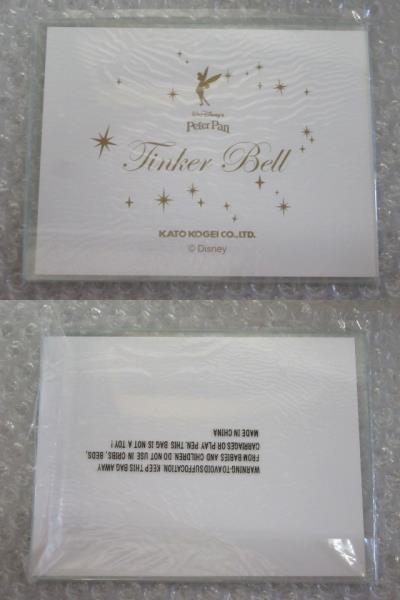 WALT DISNEY'S
Peter Pan
Tinker Bell
KATO KOGEI CO.,LTD.
© Disney
WARNING-TO AVOID SUFFOCATION. KEEP THIS BAG AWAY
FROM BABIES AND CHILDREN. DO NOT USE IN CRIBS, BEDS,
CARRIAGES OR PLAY PEN. THIS BAG IS NOT A TOY!
MADE IN CHINA